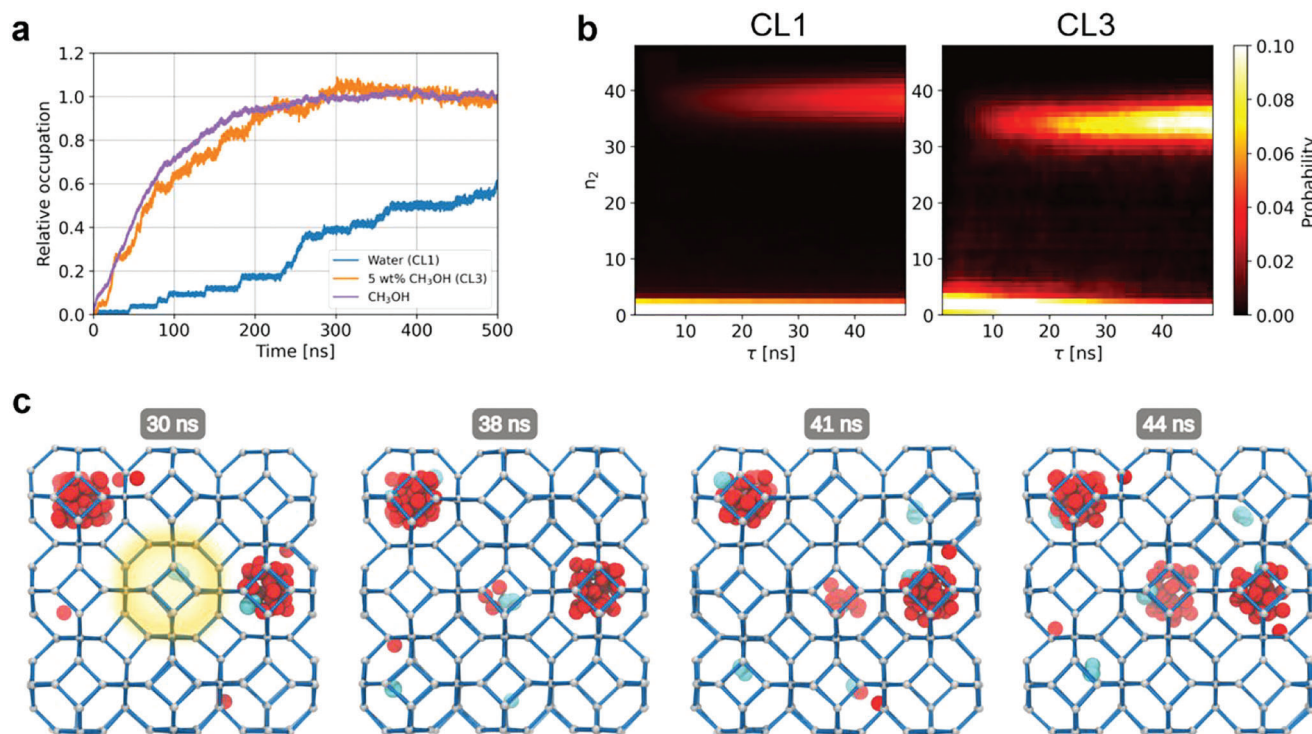 a
1.2
1.0
0.8
0.6
0.4
0.2
0.0
0 100 200 300 400 500
Relative occupation
Time [ns]
Water (CL1)
5 wt% CH₃OH (CL3)
CH₃OH
b
CL1 CL3
40
30
20
10
0
n₂
10 20 30 40
τ [ns]
40
30
20
10
0
10 20 30 40
τ [ns]
0.10
0.08
0.06
0.04
0.02
0.00
Probability
c
30 ns 38 ns 41 ns 44 ns